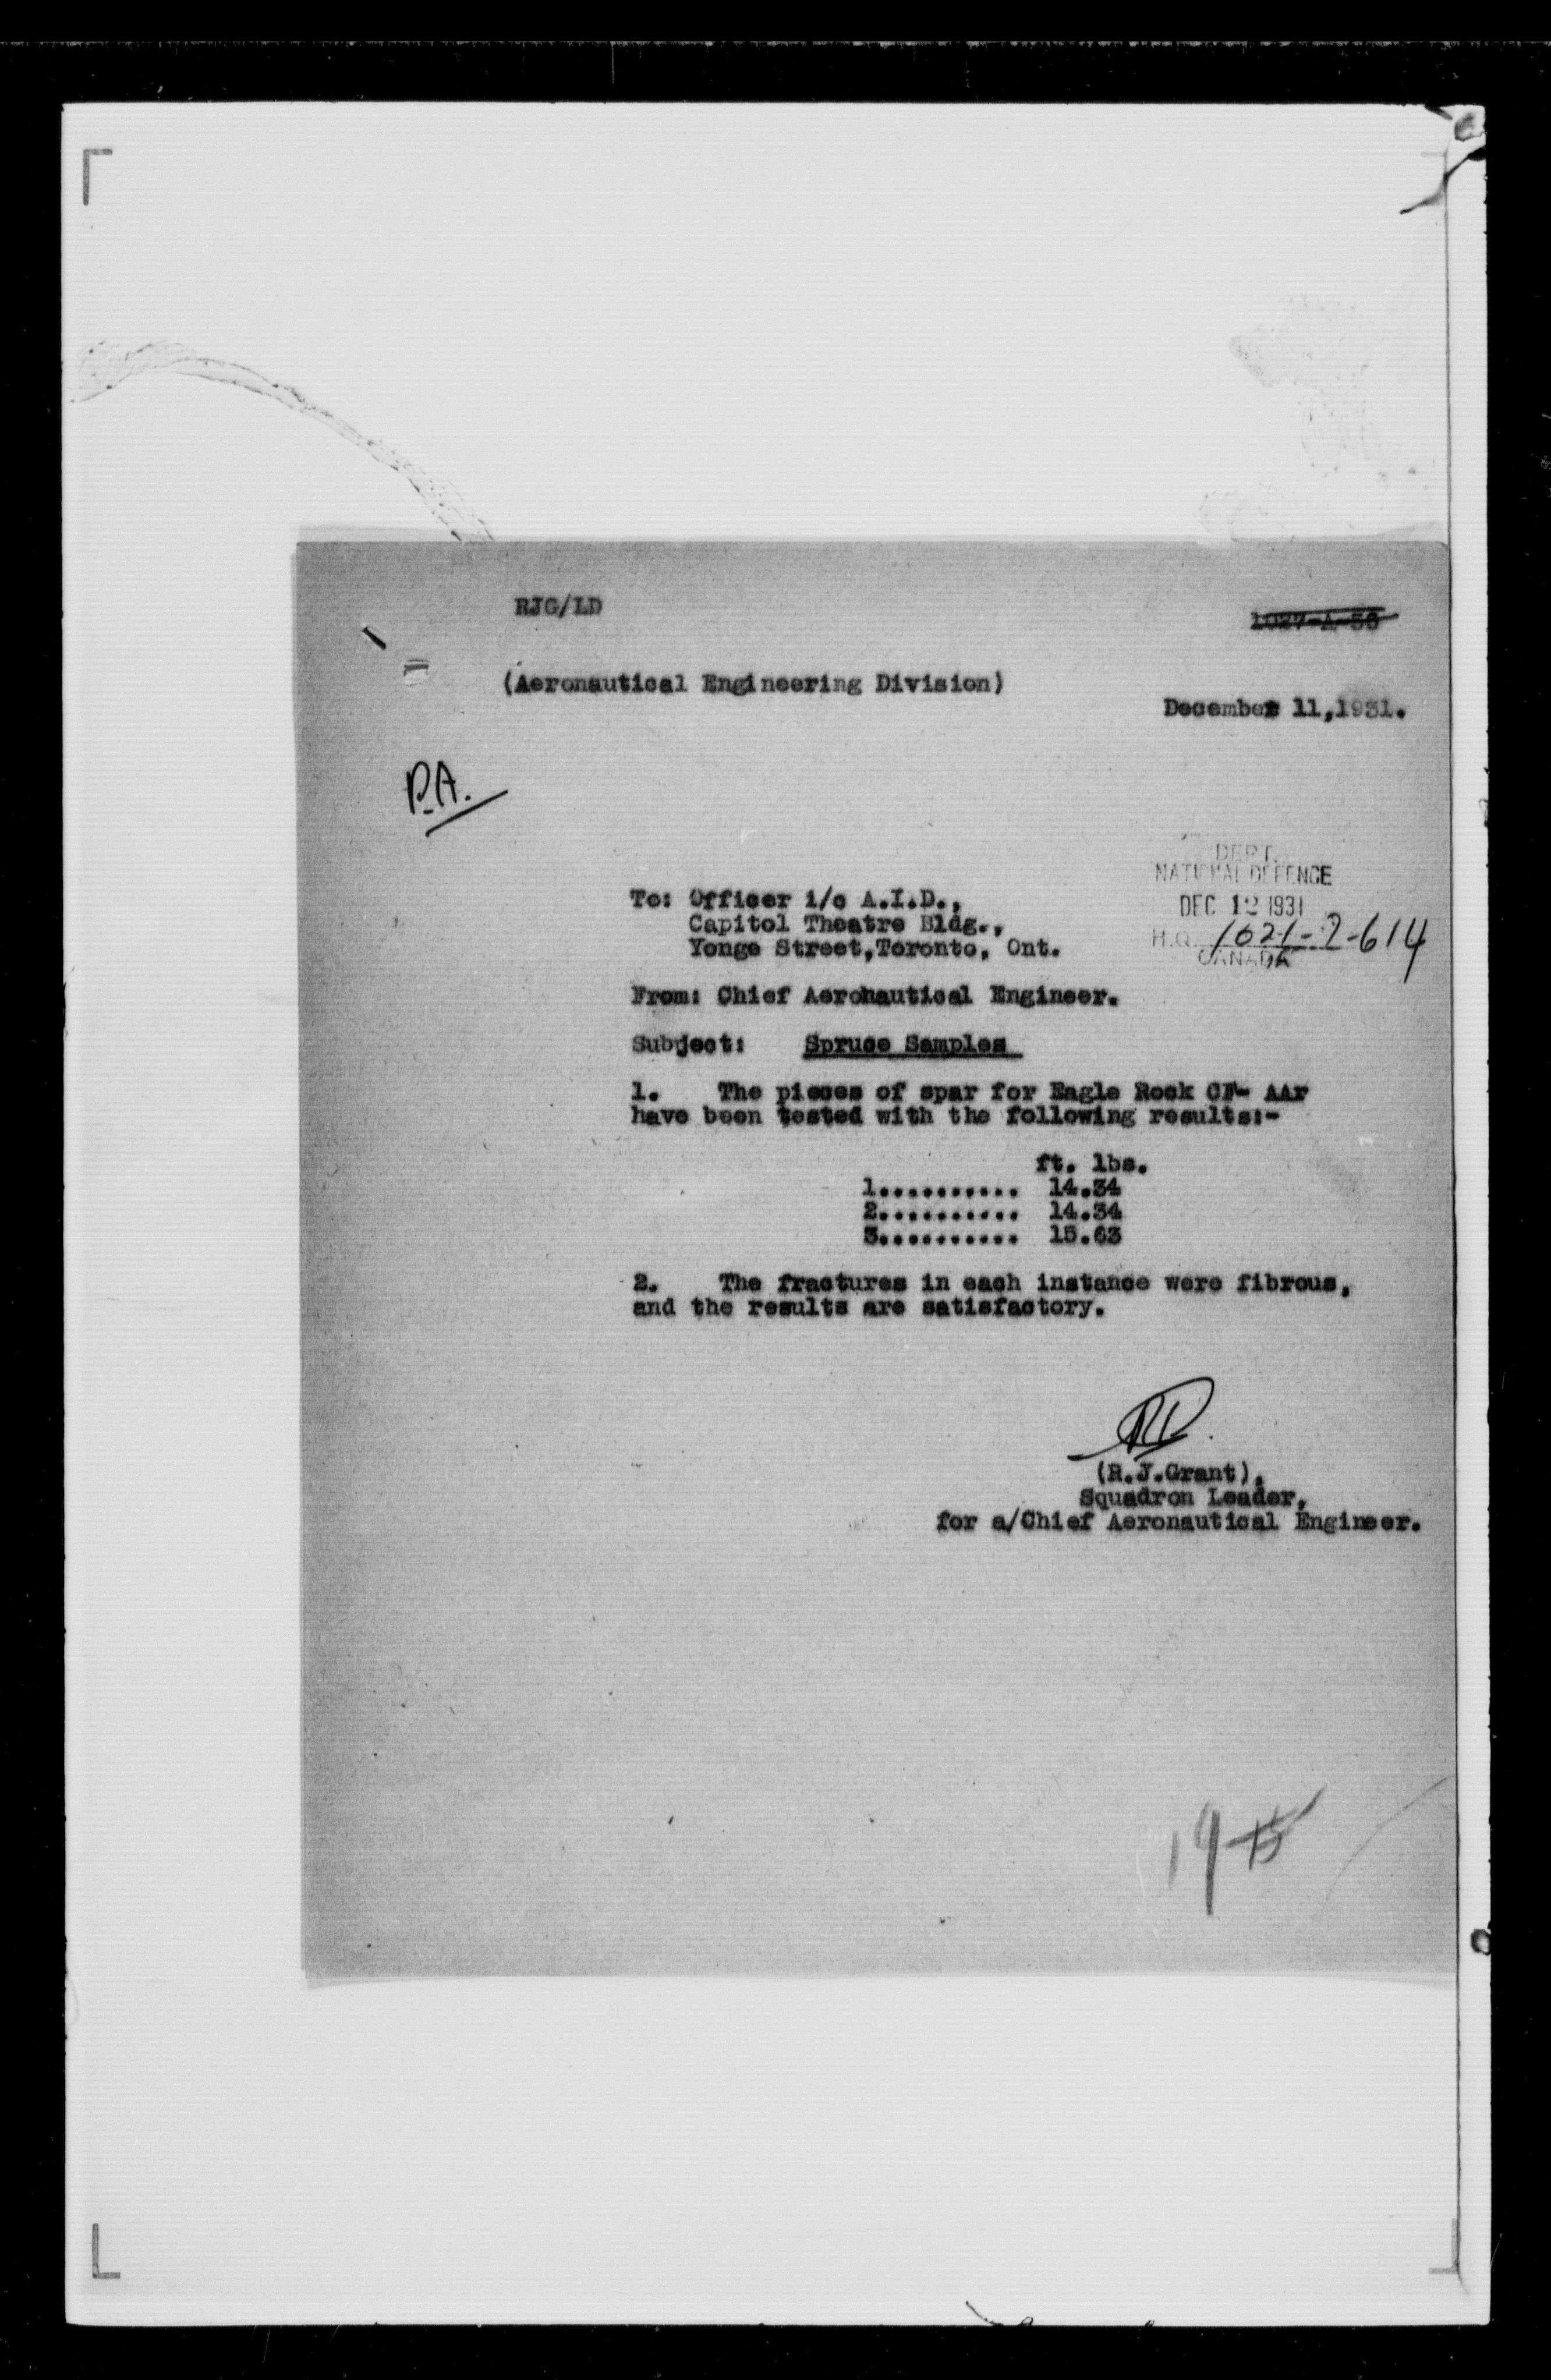 RJG/LD
1027-A-36
(Aeronautical Engineering Division)
December 11,1931.
P.A.
DEPT.
NATIONAL DEFENCE
DEC 12 1931
H.Q. 1021-2-614
CANADA
To: Officer i/c A.I.D.,
Capitol Theatre Bldg.,
Yonge Street,Toronto, Ont.
From: Chief Aeronautical Engineer.
Subject: Spruce Samples
1. The pieces of spar for Eagle Rock CF- AAr
have been tested with the following results:-
ft. lbs.
1.......... 14.34
2.......... 14.34
3.......... 15.63
2. The fractures in each instance were fibrous,
and the results are satisfactory.
(R.J.Grant),
Squadron Leader,
for a/Chief Aeronautical Engineer.
19